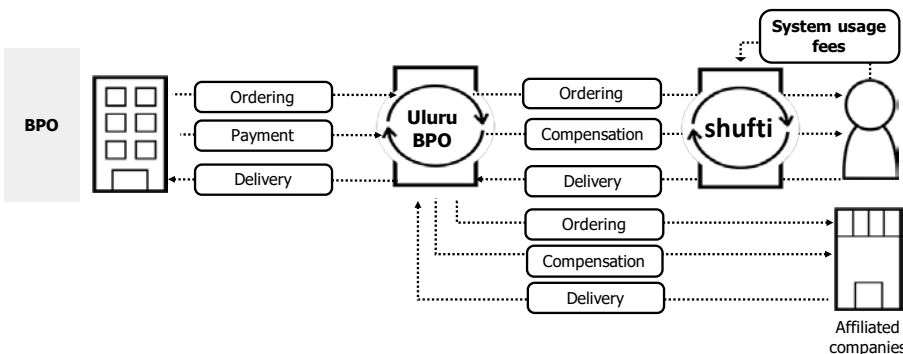 System usage
fees
BPO
Ordering
Payment
Delivery
Uluru
BPO
Ordering
Compensation
Delivery
shufti
Ordering
Compensation
Delivery
Affiliated
companies